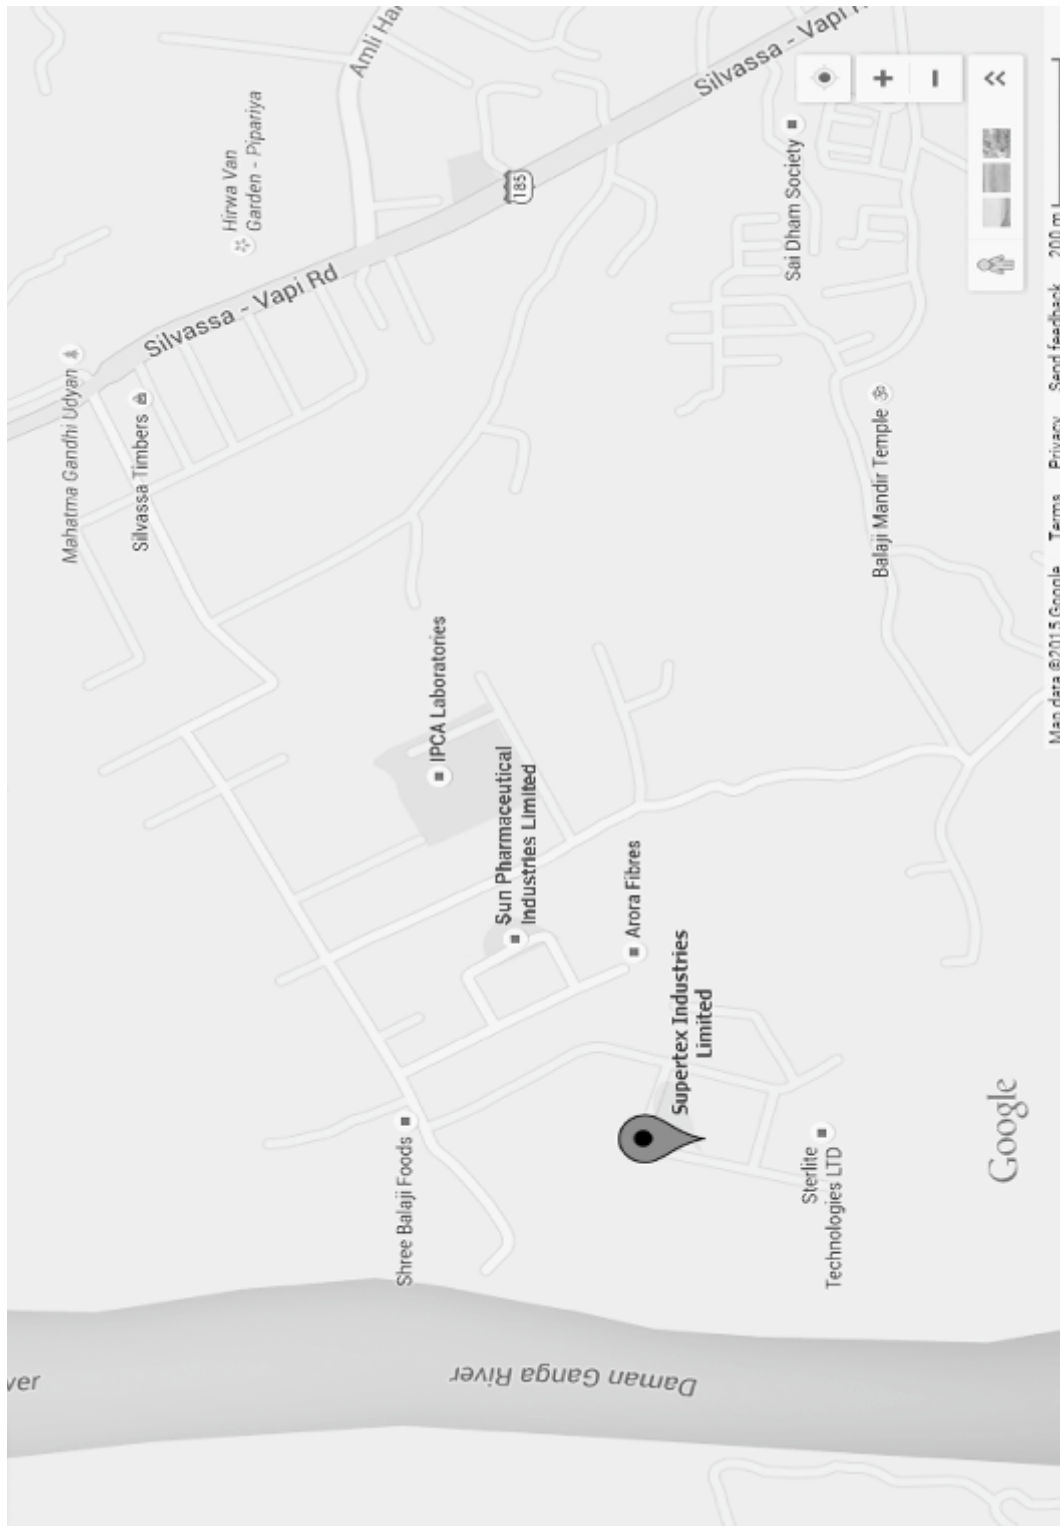 Amli Ha
Silvassa - Vapi R
Hirwa Van
Garden - Pipariya
185
Silvassa - Vapi Rd
Mahatma Gandhi Udyan
Silvassa Timbers
Sai Dham Society
Balaji Mandir Temple
IPCA Laboratories
Sun Pharmaceutical
Industries Limited
Arora Fibres
Supertex Industries
Limited
Shree Balaji Foods
Sterlite
Technologies LTD
Daman Ganga River
ver
Google
Map data ©2015 Google Terms Privacy Send feedback 200 m